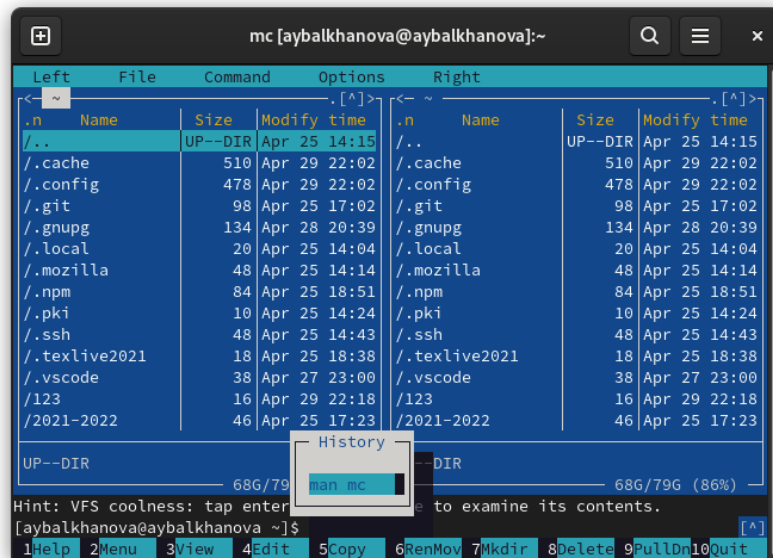 mc [aybalkhanova@aybalkhanova]:~
Left File Command Options Right
<- ~ .[^]> <- ~ .[^]>
.n Name Size Modify time .n Name Size Modify time
/.. UP--DIR Apr 25 14:15 /.. UP--DIR Apr 25 14:15
/.cache 510 Apr 29 22:02 /.cache 510 Apr 29 22:02
/.config 478 Apr 29 22:02 /.config 478 Apr 29 22:02
/.git 98 Apr 25 17:02 /.git 98 Apr 25 17:02
/.gnupg 134 Apr 28 20:39 /.gnupg 134 Apr 28 20:39
/.local 20 Apr 25 14:04 /.local 20 Apr 25 14:04
/.mozilla 48 Apr 25 14:14 /.mozilla 48 Apr 25 14:14
/.npm 84 Apr 25 18:51 /.npm 84 Apr 25 18:51
/.pki 10 Apr 25 14:24 /.pki 10 Apr 25 14:24
/.ssh 48 Apr 25 14:43 /.ssh 48 Apr 25 14:43
/.texlive2021 18 Apr 25 18:38 /.texlive2021 18 Apr 25 18:38
/.vscode 38 Apr 27 23:00 /.vscode 38 Apr 27 23:00
/123 16 Apr 29 22:18 /123 16 Apr 29 22:18
/2021-2022 46 Apr 25 17:23 /2021-2022 46 Apr 25 17:23
History
UP--DIR -DIR
man mc
68G/79 68G/79G (86%)
Hint: VFS coolness: tap enter e to examine its contents.
[aybalkhanova@aybalkhanova ~]$ [^]
1Help 2Menu 3View 4Edit 5Copy 6RenMov 7Mkdir 8Delete 9PullDn 10Quit